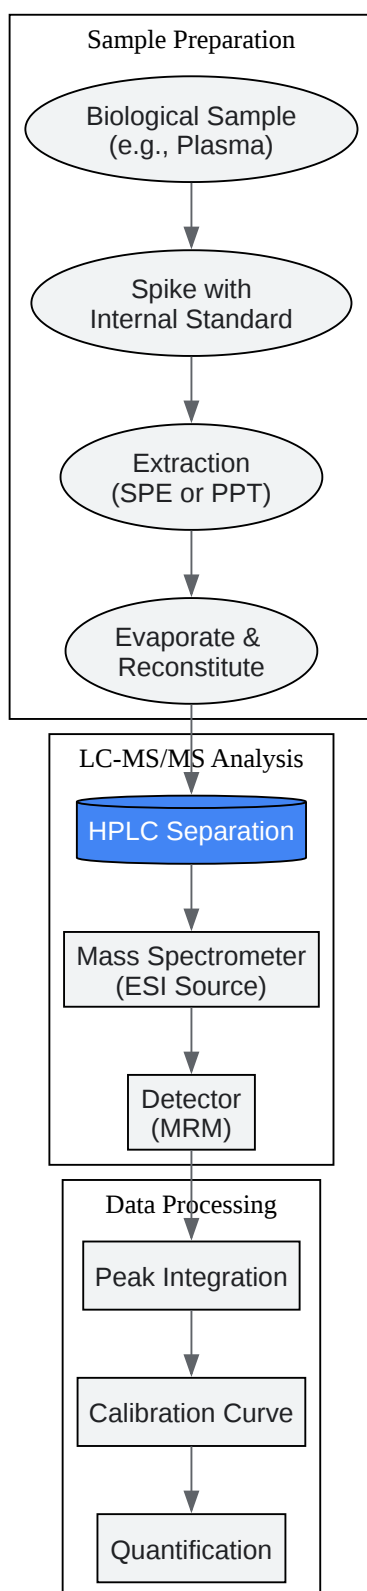 Sample Preparation
Biological Sample
(e.g., Plasma)
Spike with
Internal Standard
Extraction
(SPE or PPT)
Evaporate &
Reconstitute
LC-MS/MS Analysis
HPLC Separation
Mass Spectrometer
(ESI Source)
Detector
(MRM)
Data Processing
Peak Integration
Calibration Curve
Quantification